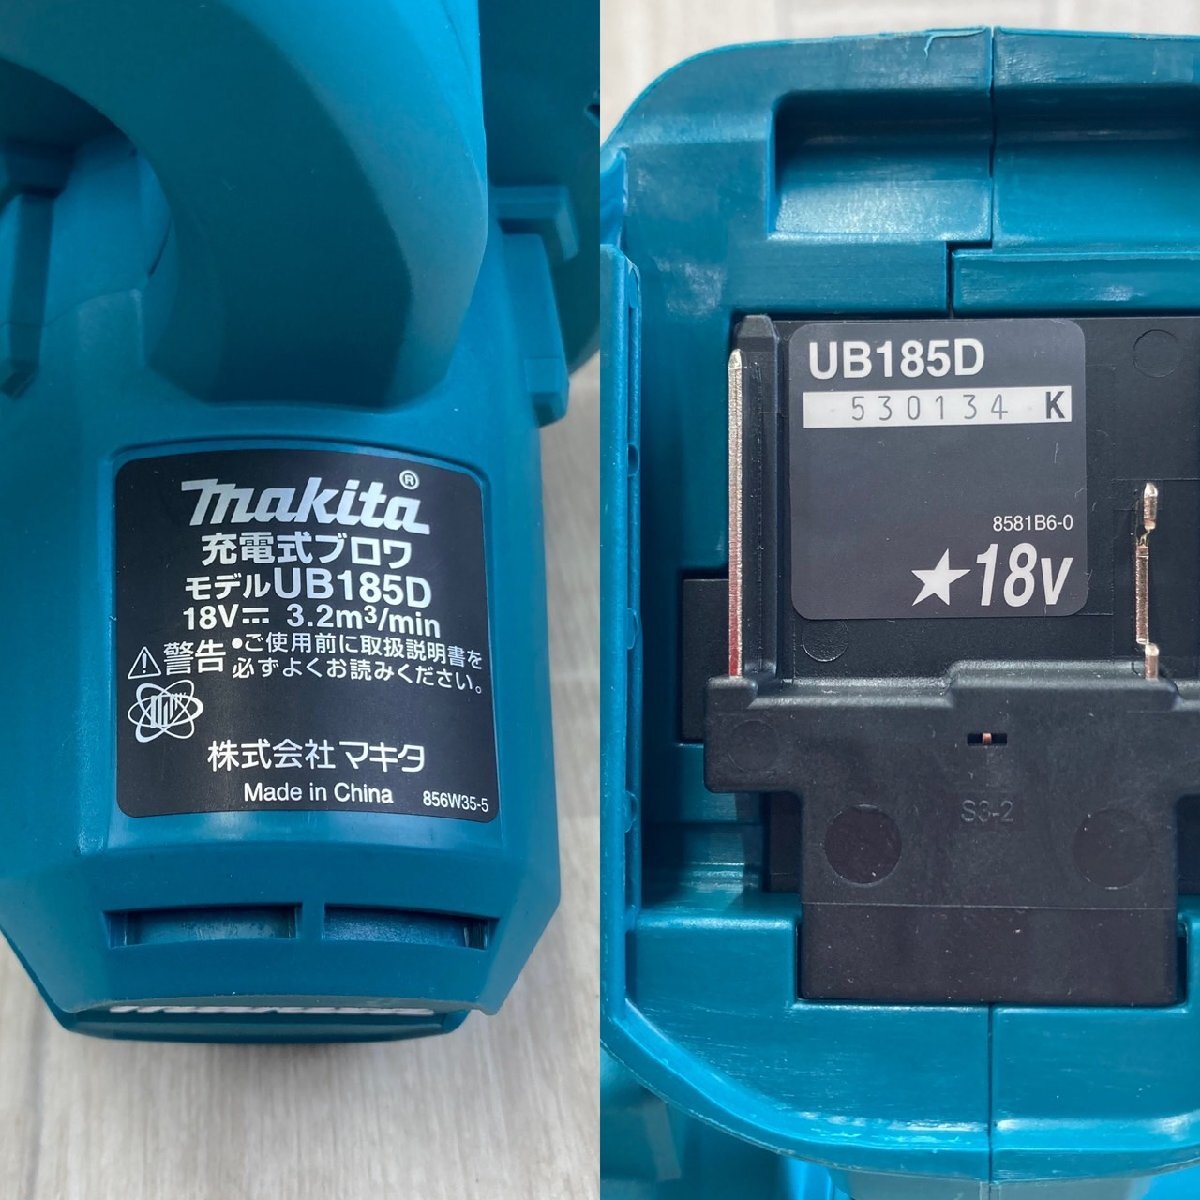 makita®
充電式ブロワ
モデルUB185D
18V⎓ 3.2m³/min
⚠警告 •ご使用前に取扱説明書を
必ずよくお読みください。
株式会社マキタ
Made in China 856W35-5
UB185D
530134 K
8581B6-0
★18V
S3-2